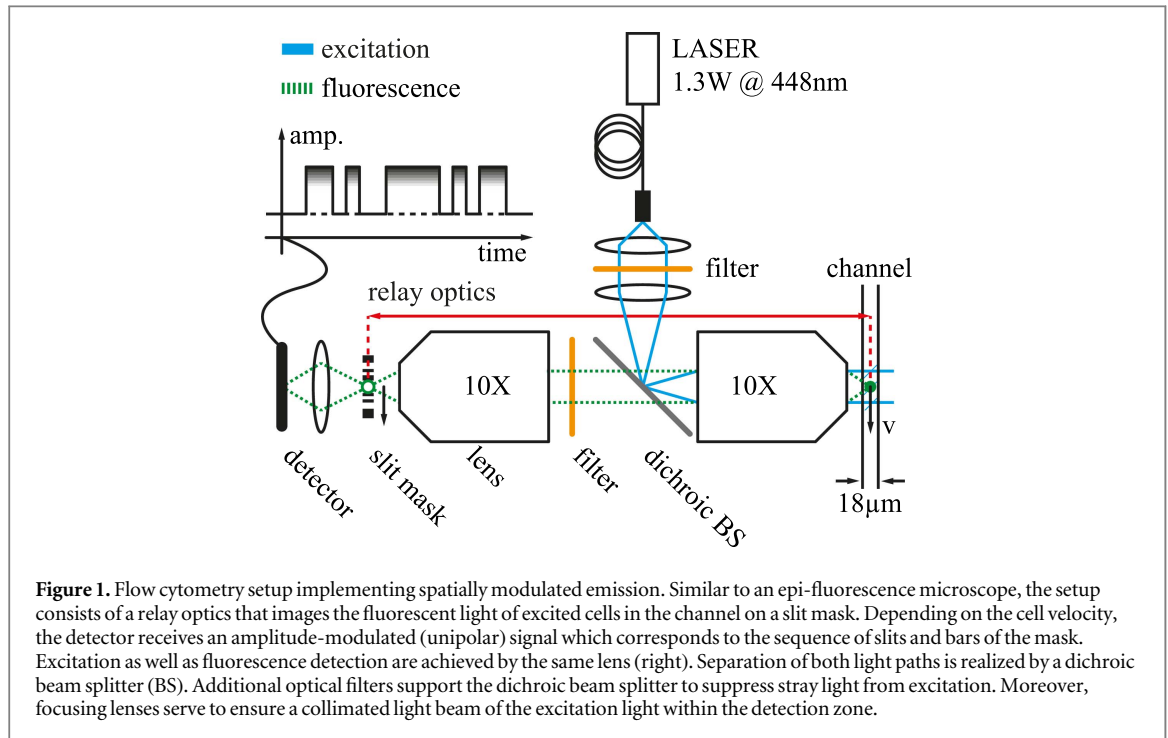 excitation
fluorescence
LASER
1.3W @ 448nm
amp.
time
filter
channel
relay optics
10X
10X
v
detector
slit mask
lens
filter
dichroic BS
18µm
Figure 1. Flow cytometry setup implementing spatially modulated emission. Similar to an epi-fluorescence microscope, the setup
consists of a relay optics that images the fluorescent light of excited cells in the channel on a slit mask. Depending on the cell velocity,
the detector receives an amplitude-modulated (unipolar) signal which corresponds to the sequence of slits and bars of the mask.
Excitation as well as fluorescence detection are achieved by the same lens (right). Separation of both light paths is realized by a dichroic
beam splitter (BS). Additional optical filters support the dichroic beam splitter to suppress stray light from excitation. Moreover,
focusing lenses serve to ensure a collimated light beam of the excitation light within the detection zone.